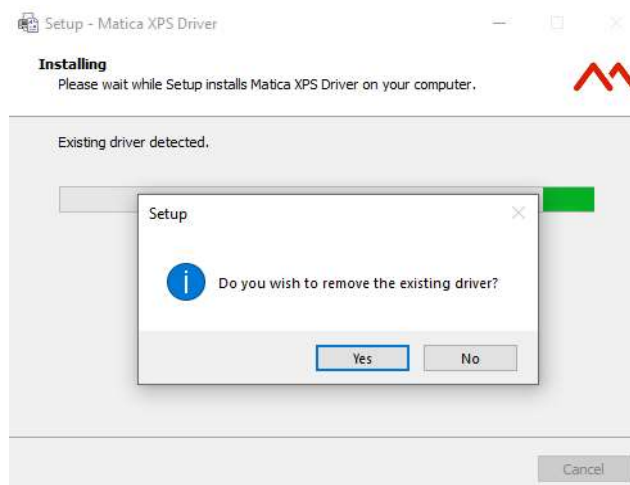 Setup - Matica XPS Driver
Installing
Please wait while Setup installs Matica XPS Driver on your computer.
Existing driver detected.
Setup
Do you wish to remove the existing driver?
Yes No
Cancel